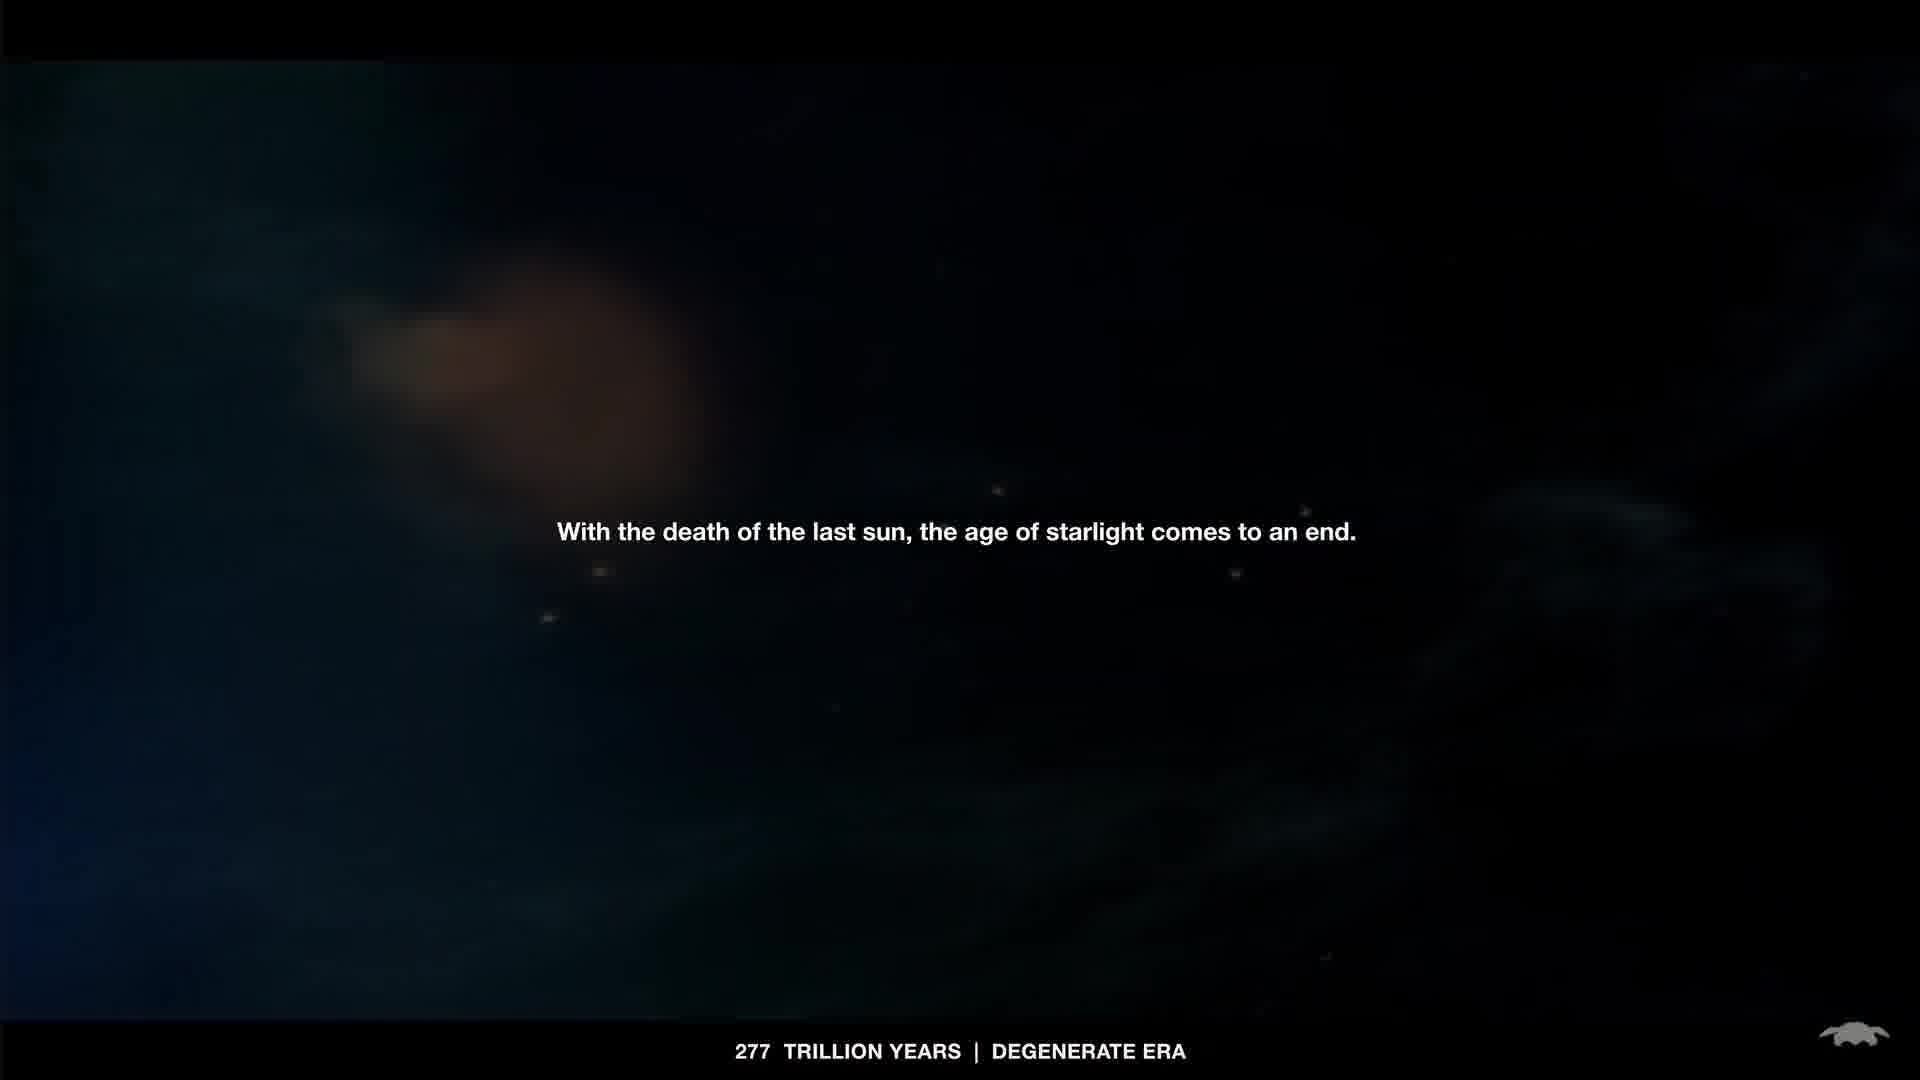 With the death of the last sun, the age of starlight comes to an end.
277 TRILLION YEARS | DEGENERATE ERA